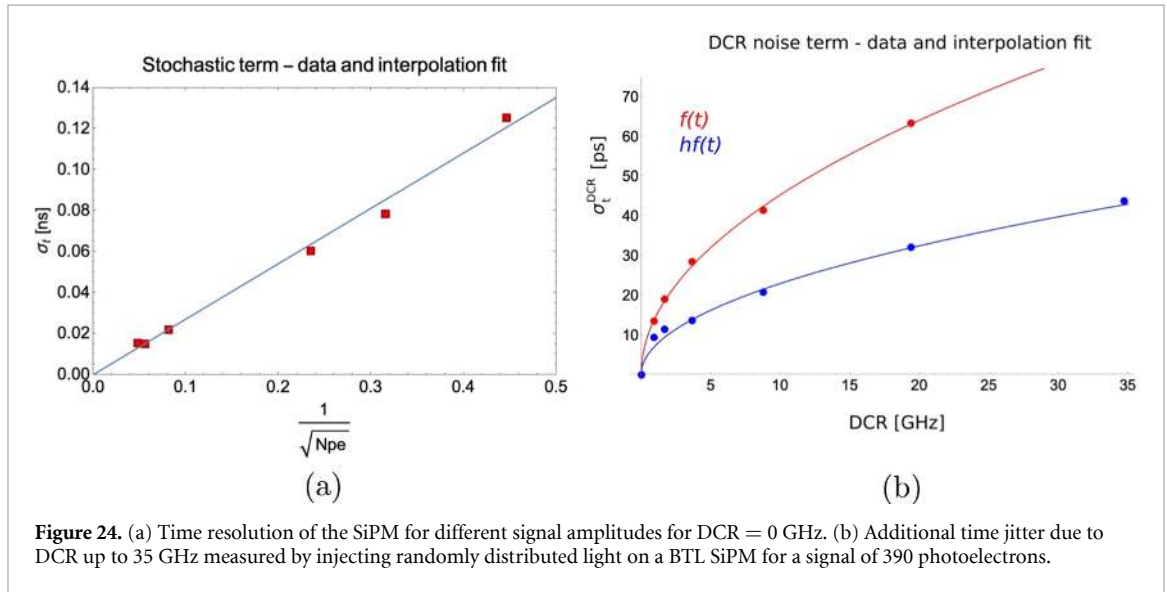 Stochastic term – data and interpolation fit
0.14
0.12
0.10
0.08
0.06
0.04
0.02
0.00
σt [ns]
0.0 0.1 0.2 0.3 0.4 0.5
1
√Npe
(a)
DCR noise term - data and interpolation fit
70
60
50
40
30
20
10
σtDCR [ps]
f(t)
hf(t)
5 10 15 20 25 30 35
DCR [GHz]
(b)
Figure 24. (a) Time resolution of the SiPM for different signal amplitudes for DCR = 0 GHz. (b) Additional time jitter due to
DCR up to 35 GHz measured by injecting randomly distributed light on a BTL SiPM for a signal of 390 photoelectrons.